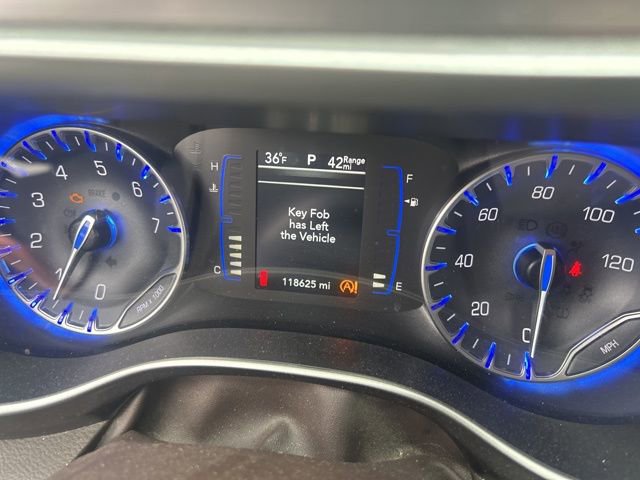 36°F P 42 Range mi
Key Fob
has Left
the Vehicle
118625 mi
H
C
F
E
BRAKE
0
1
2
3
4
5
6
7
RPM X 1000
0
20
40
60
80
100
120
MPH